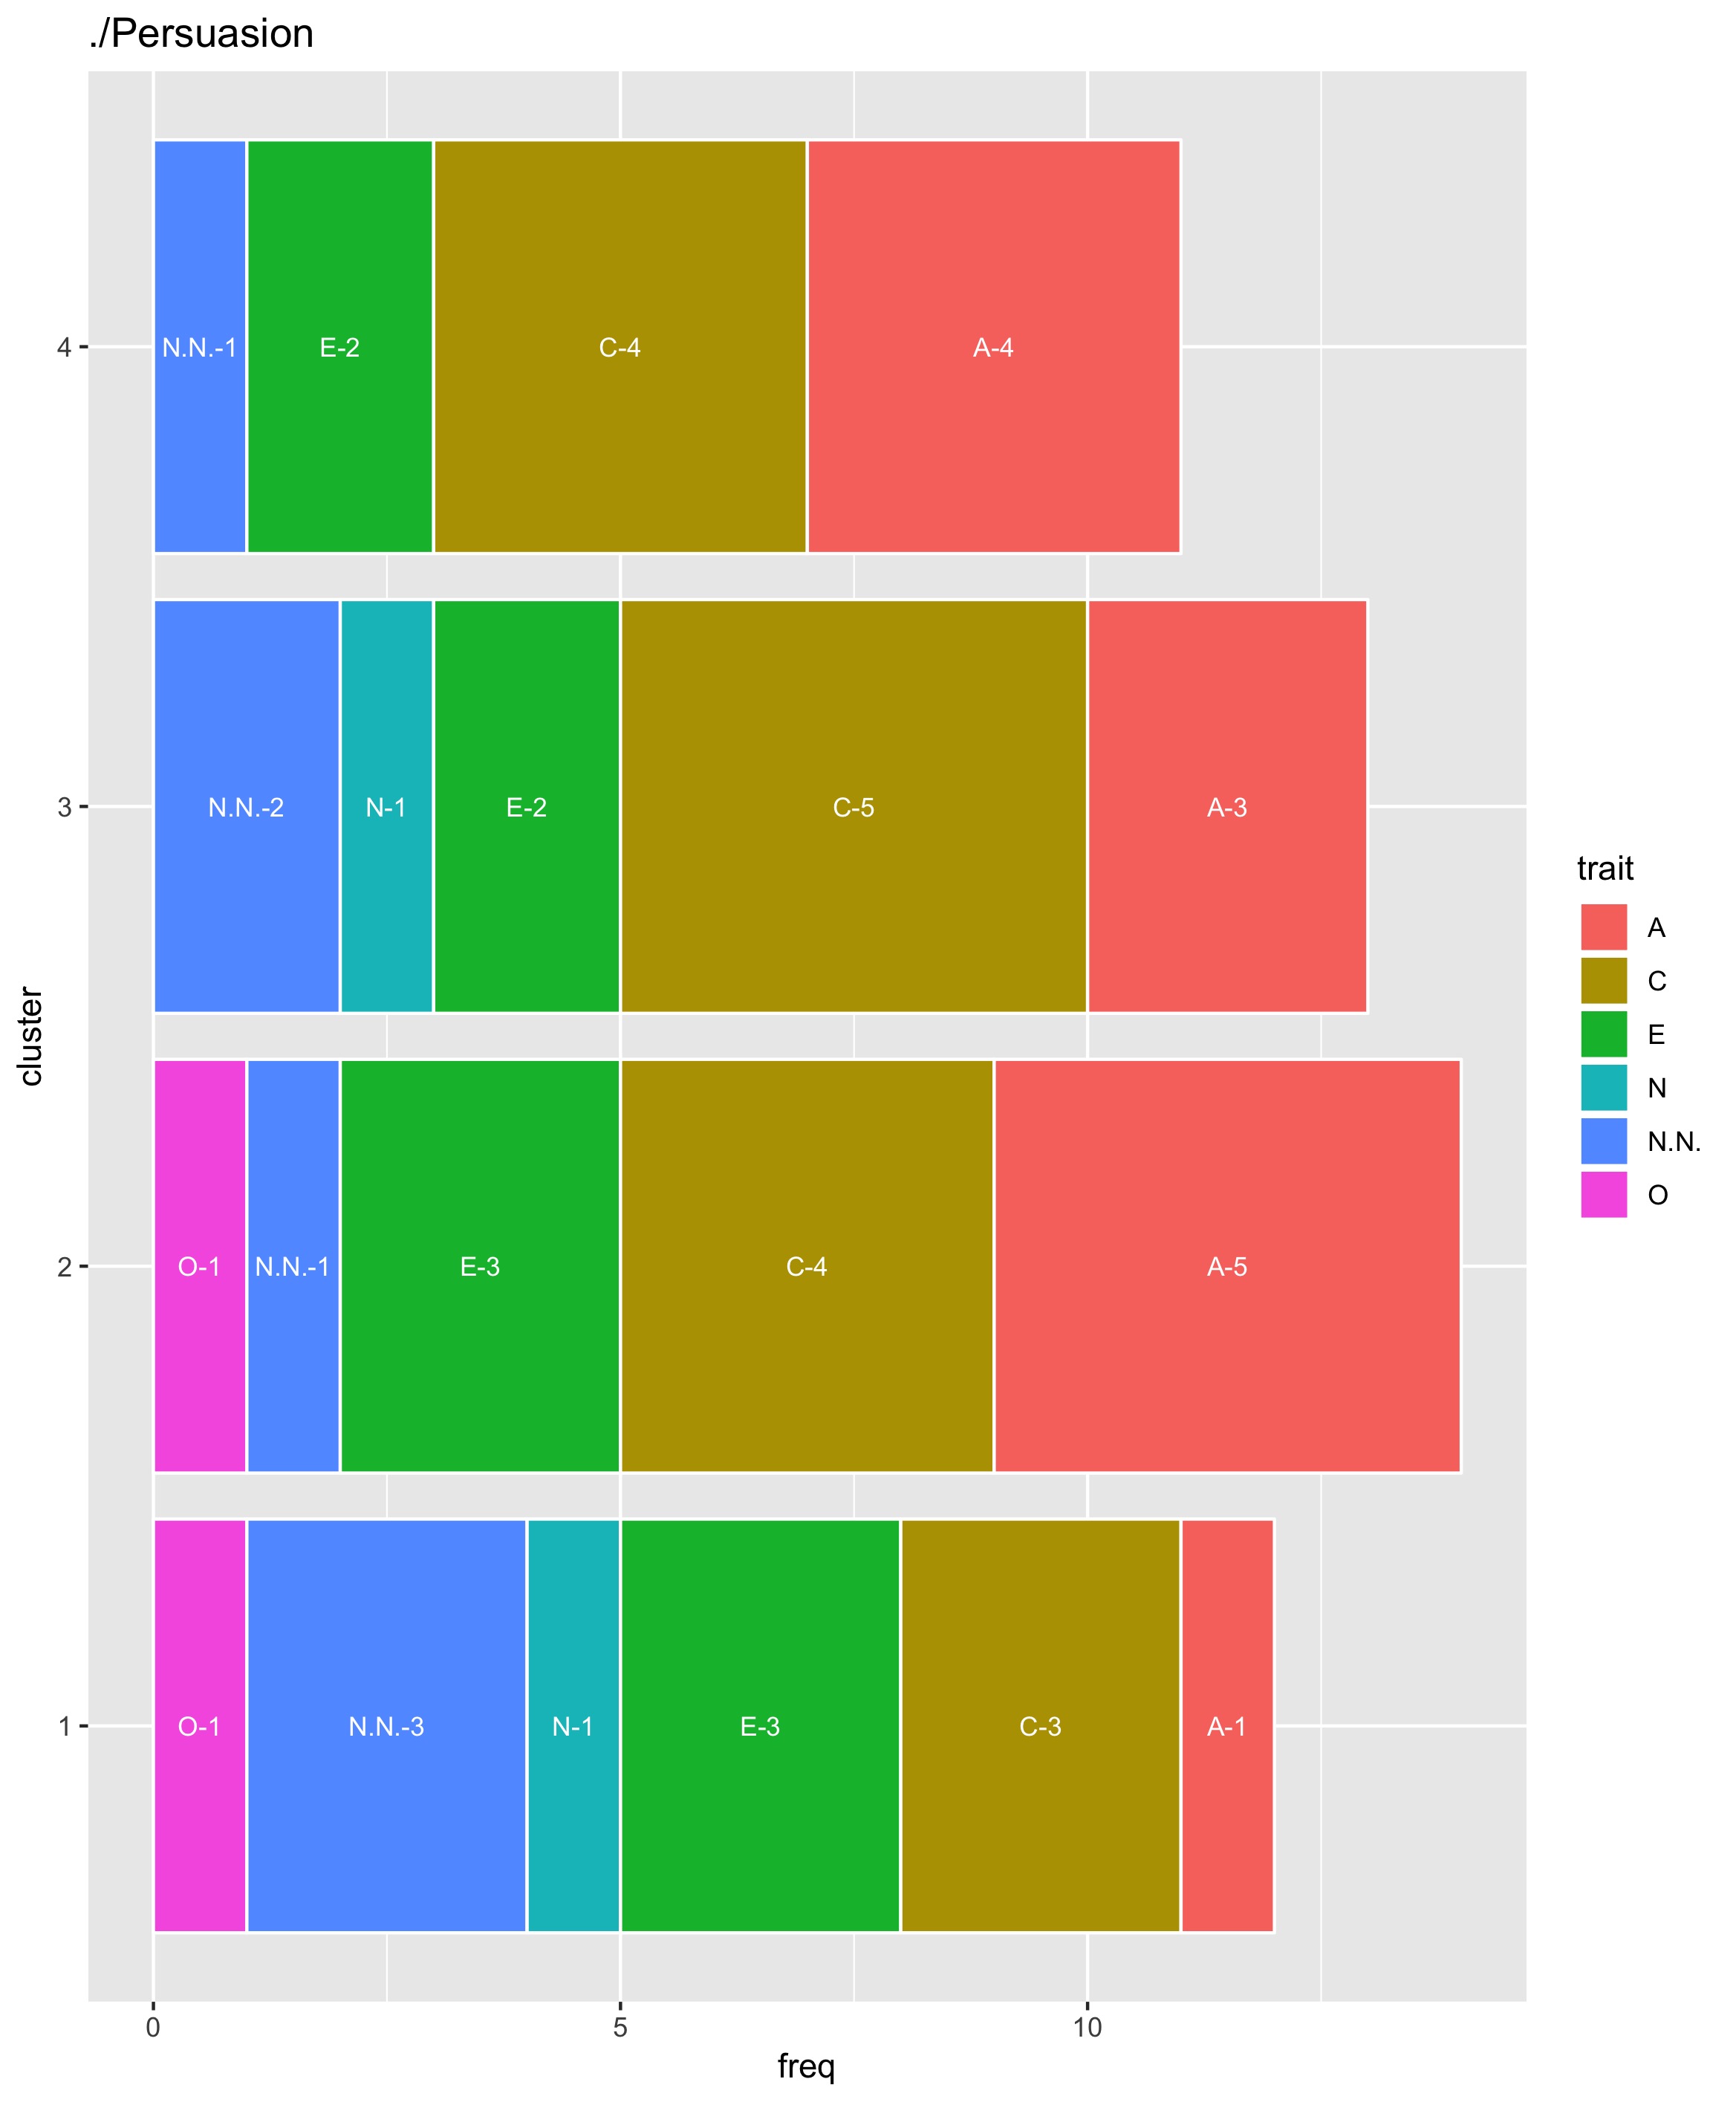 ./Persuasion
4
N.N.-1 E-2 C-4 A-4
3
N.N.-2 N-1 E-2 C-5 A-3
2
O-1 N.N.-1 E-3 C-4 A-5
1
O-1 N.N.-3 N-1 E-3 C-3 A-1
cluster
0 5 10
freq
trait
A
C
E
N
N.N.
O